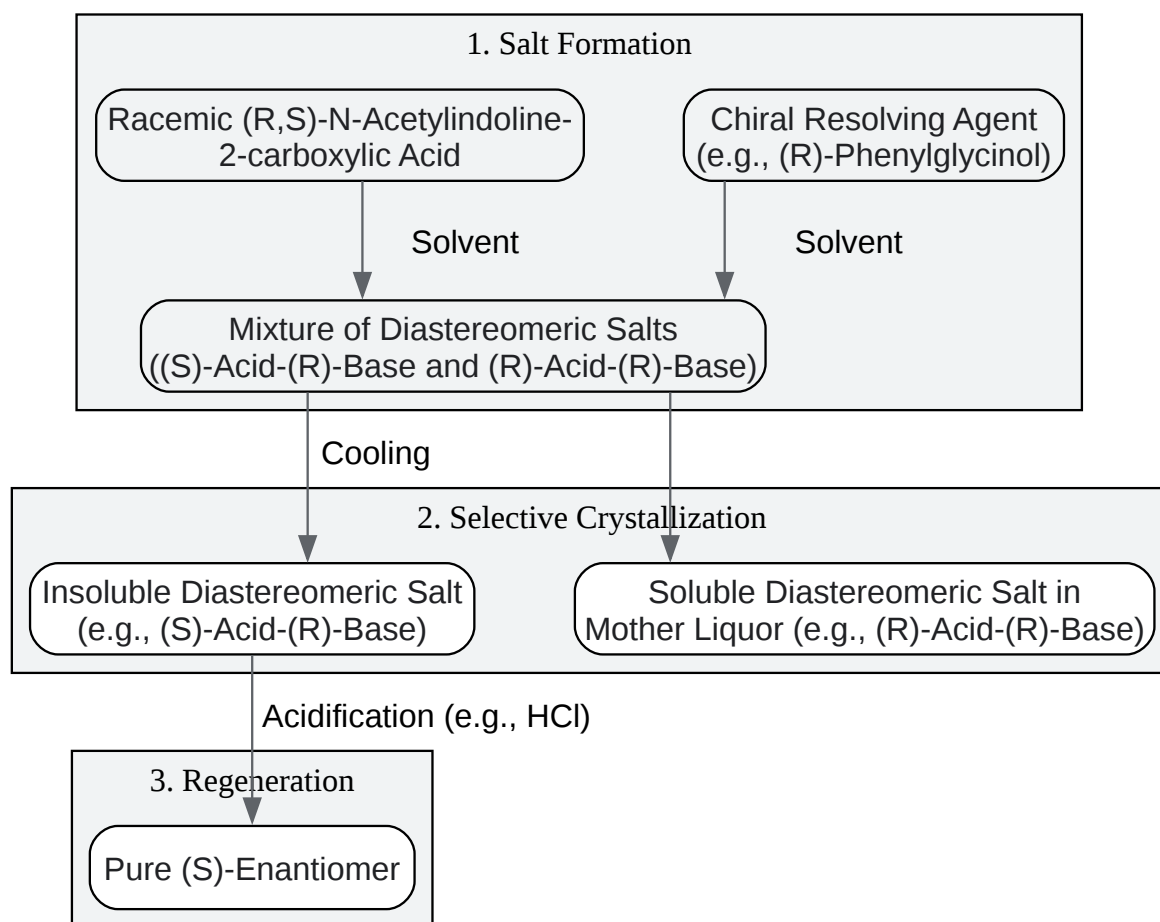 1. Salt Formation
Racemic (R,S)-N-Acetylindoline-
2-carboxylic Acid
Chiral Resolving Agent
(e.g., (R)-Phenylglycinol)
Solvent
Solvent
Mixture of Diastereomeric Salts
((S)-Acid-(R)-Base and (R)-Acid-(R)-Base)
Cooling
2. Selective Crystallization
Insoluble Diastereomeric Salt
(e.g., (S)-Acid-(R)-Base)
Soluble Diastereomeric Salt in
Mother Liquor (e.g., (R)-Acid-(R)-Base)
Acidification (e.g., HCl)
3. Regeneration
Pure (S)-Enantiomer